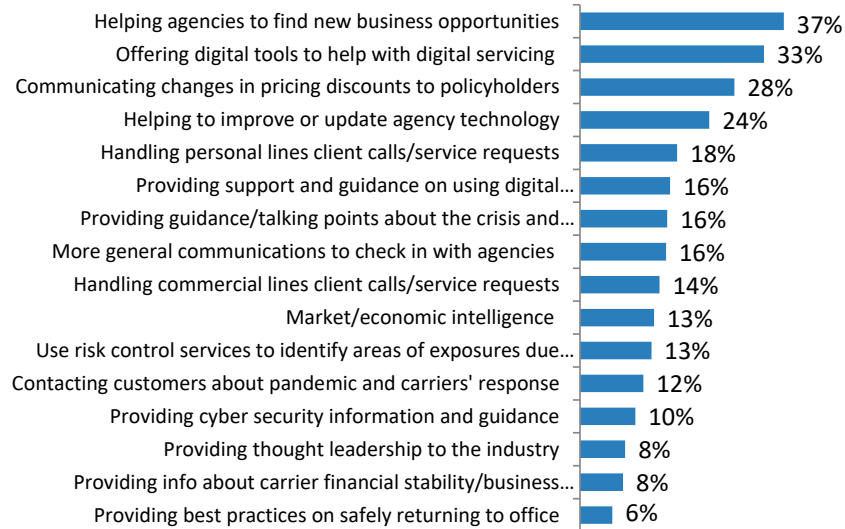 Helping agencies to find new business opportunities 37%
Offering digital tools to help with digital servicing 33%
Communicating changes in pricing discounts to policyholders 28%
Helping to improve or update agency technology 24%
Handling personal lines client calls/service requests 18%
Providing support and guidance on using digital… 16%
Providing guidance/talking points about the crisis and… 16%
More general communications to check in with agencies 16%
Handling commercial lines client calls/service requests 14%
Market/economic intelligence 13%
Use risk control services to identify areas of exposures due… 13%
Contacting customers about pandemic and carriers' response 12%
Providing cyber security information and guidance 10%
Providing thought leadership to the industry 8%
Providing info about carrier financial stability/business… 8%
Providing best practices on safely returning to office 6%